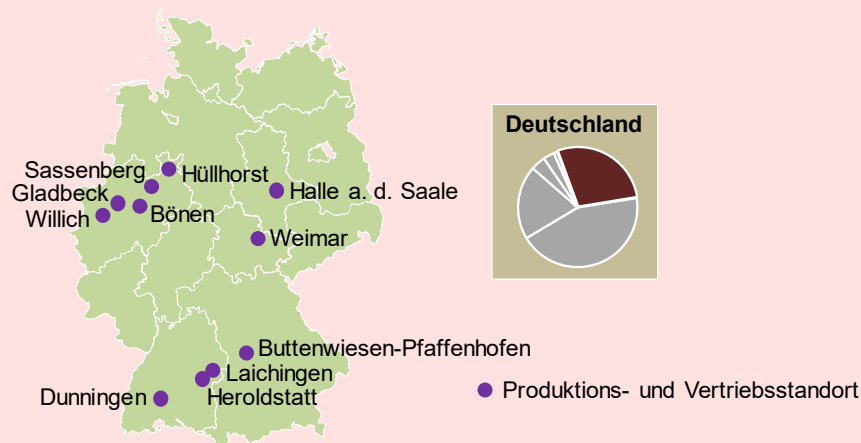 Deutschland
Sassenberg
Hüllhorst
Gladbeck
Halle a. d. Saale
Willich
Bönen
Weimar
Buttenwiesen-Pfaffenhofen
Laichingen
Dunningen
Heroldstatt
Produktions- und Vertriebsstandort